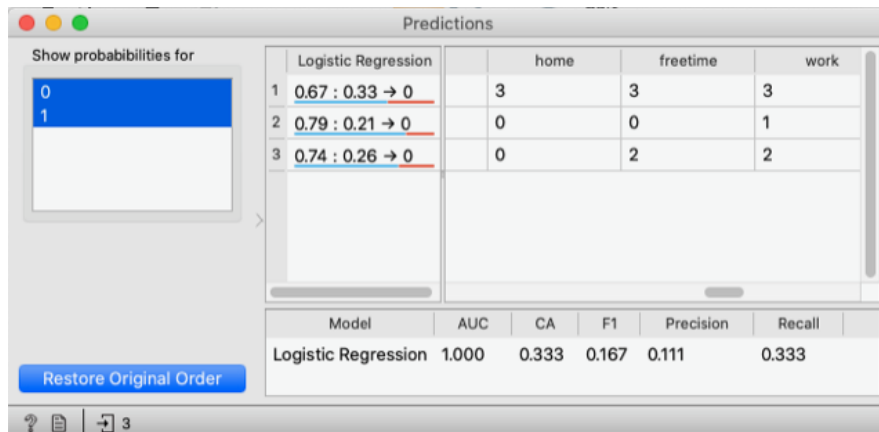 Predictions
Show probabibilities for
0
1
Logistic Regression home freetime work
1 0.67 : 0.33 → 0 3 3 3
2 0.79 : 0.21 → 0 0 0 1
3 0.74 : 0.26 → 0 0 2 2
Model AUC CA F1 Precision Recall
Logistic Regression 1.000 0.333 0.167 0.111 0.333
Restore Original Order
? 3